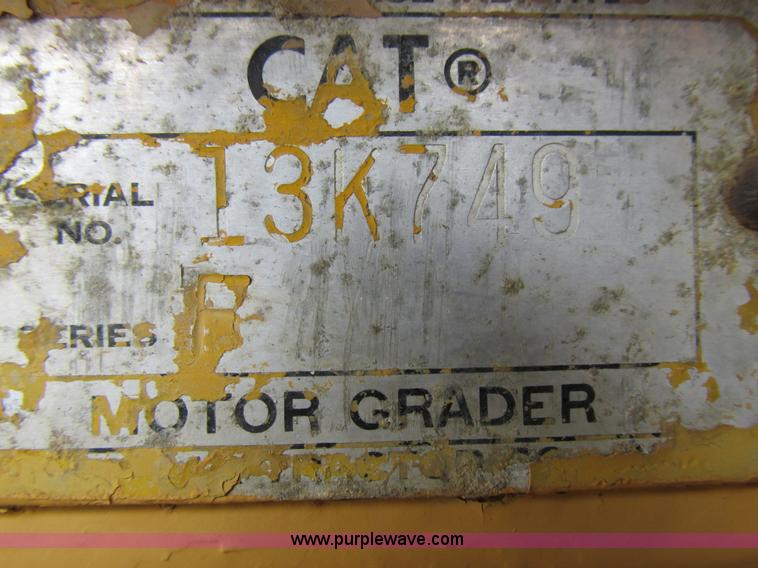 CAT®
SERIAL 13K749
NO.
SERIES F
MOTOR GRADER
www.purplewave.com